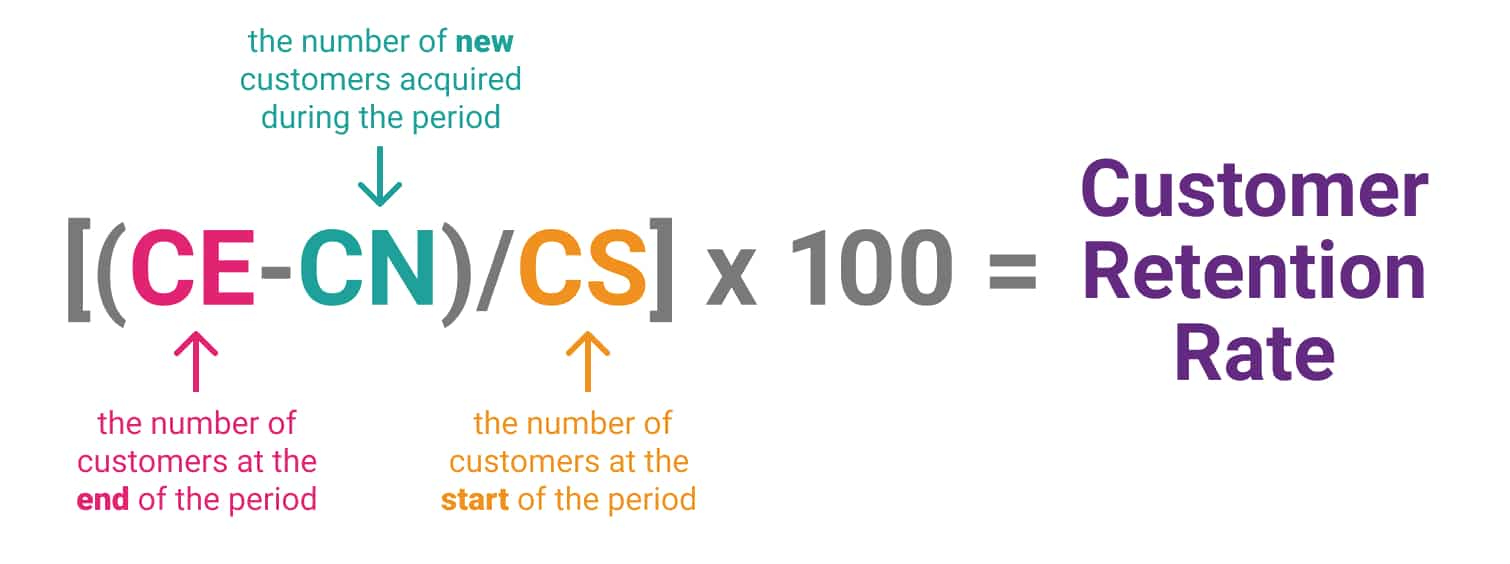 the number of new
customers acquired
during the period
[(CE-CN)/CS] x 100 =
Customer
Retention
Rate
the number of
customers at the
end of the period
the number of
customers at the
start of the period